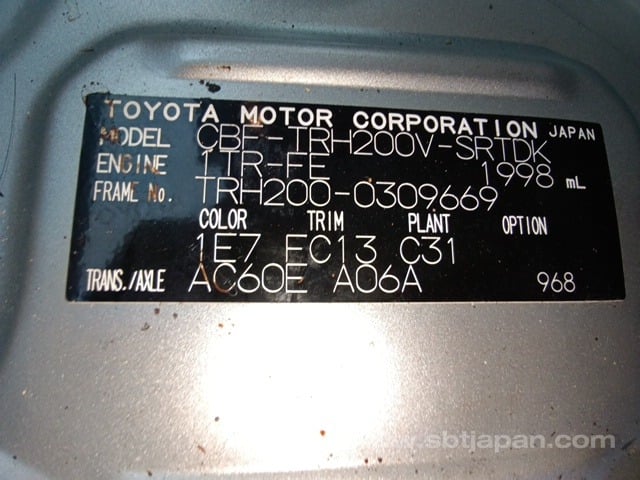 TOYOTA MOTOR CORPORATION JAPAN
MODEL CBF-TRH200V-SRTDK
ENGINE 1TR-FE 1998 mL
FRAME No. TRH200-0309669
COLOR TRIM PLANT OPTION
1E7 FC13 C31
TRANS./AXLE AC60E A06A 968
www.sbtjapan.com